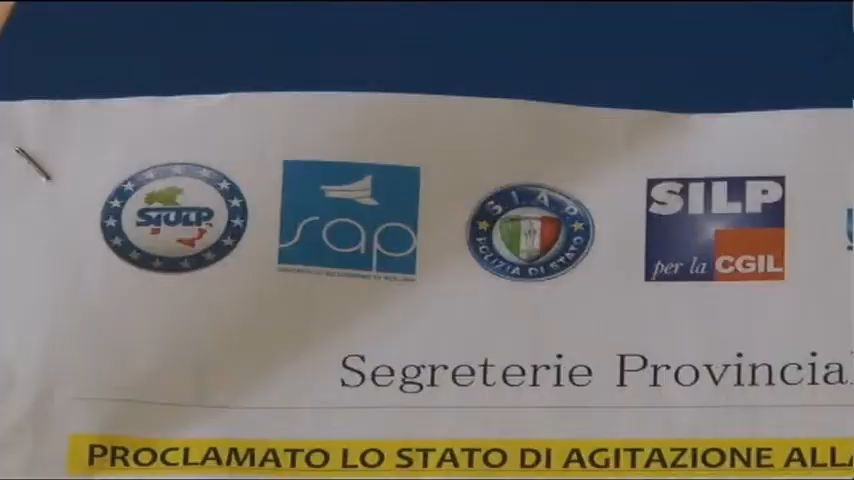 SIULP
sap
SIAP
POLIZIA DI STATO
SILP
per la CGIL
Segreterie Provincial
PROCLAMATO LO STATO DI AGITAZIONE ALLA